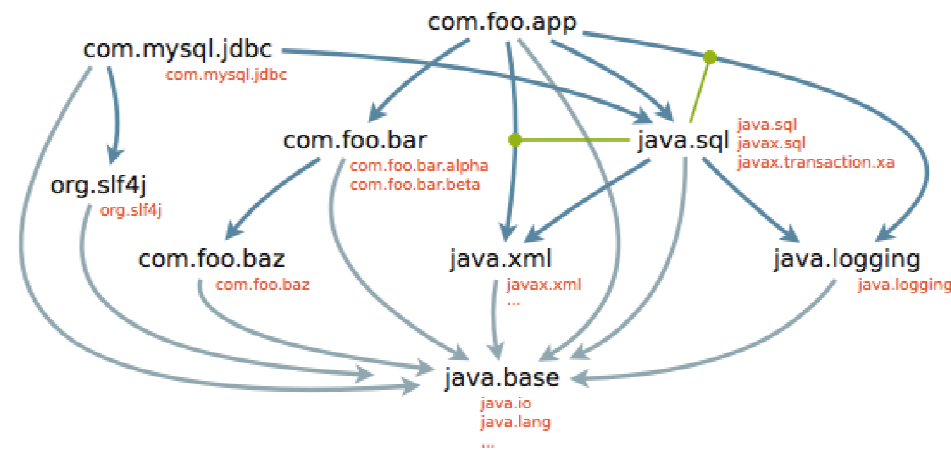 com.foo.app
com.mysql.jdbc
com.mysql.jdbc
com.foo.bar
com.foo.bar.alpha
com.foo.bar.beta
java.sql
java.sql
javax.sql
javax.transaction.xa
org.slf4j
org.slf4j
com.foo.baz
com.foo.baz
java.xml
javax.xml
...
java.logging
java.logging
java.base
java.io
java.lang
...